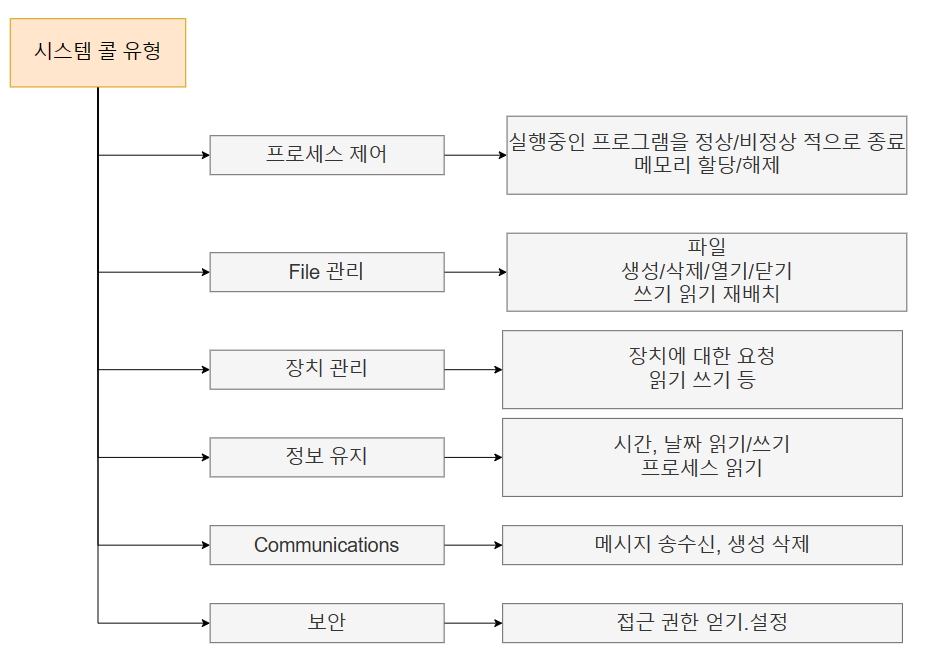 시스템 콜 유형
프로세스 제어
실행중인 프로그램을 정상/비정상 적으로 종료
메모리 할당/해제
File 관리
파일
생성/삭제/열기/닫기
쓰기 읽기 재배치
장치 관리
장치에 대한 요청
읽기 쓰기 등
정보 유지
시간, 날짜 읽기/쓰기
프로세스 읽기
Communications
메시지 송수신, 생성 삭제
보안
접근 권한 얻기.설정